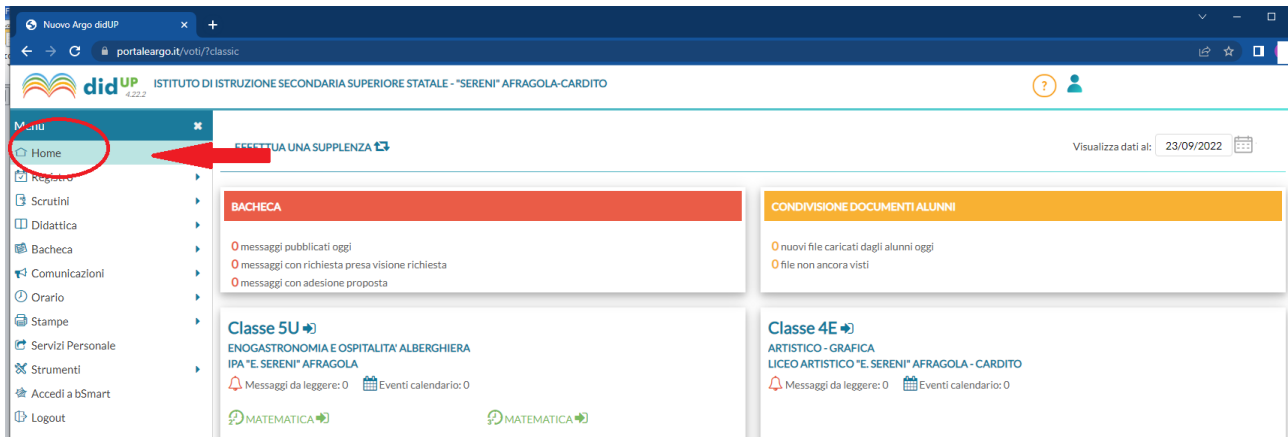 Nuovo Argo didUP
portaleargo.it/voti/?classic
didUP 4.22.2
ISTITUTO DI ISTRUZIONE SECONDARIA SUPERIORE STATALE - "SERENI" AFRAGOLA-CARDITO
?
Menu
Home
Registro
Scrutini
Didattica
Bacheca
Comunicazioni
Orario
Stampe
Servizi Personale
Strumenti
Accedi a bSmart
Logout
EFFETTUA UNA SUPPLENZA
Visualizza dati al: 23/09/2022
BACHECA
0 messaggi pubblicati oggi
0 messaggi con richiesta presa visione richiesta
0 messaggi con adesione proposta
CONDIVISIONE DOCUMENTI ALUNNI
0 nuovi file caricati dagli alunni oggi
0 file non ancora visti
Classe 5U
ENOGASTRONOMIA E OSPITALITA' ALBERGHIERA
IPA "E. SERENI" AFRAGOLA
Messaggi da leggere: 0 Eventi calendario: 0
MATEMATICA MATEMATICA
Classe 4E
ARTISTICO - GRAFICA
LICEO ARTISTICO "E. SERENI" AFRAGOLA - CARDITO
Messaggi da leggere: 0 Eventi calendario: 0